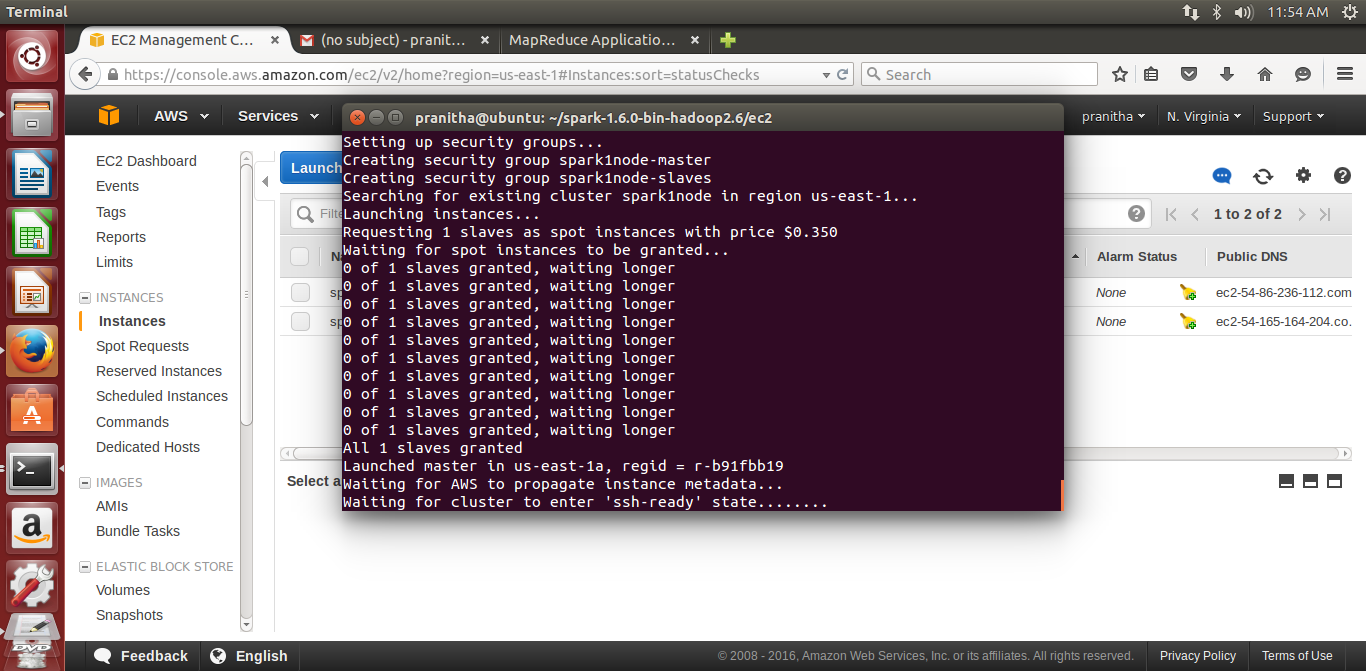 Terminal
11:54 AM
EC2 Management C...
(no subject) - pranit...
MapReduce Applicatio...
https://console.aws.amazon.com/ec2/v2/home?region=us-east-1#Instances:sort=statusChecks
Search
AWS
Services
pranitha@ubuntu: ~/spark-1.6.0-bin-hadoop2.6/ec2
pranitha
N. Virginia
Support
EC2 Dashboard
Events
Tags
Reports
Limits
INSTANCES
Instances
Spot Requests
Reserved Instances
Scheduled Instances
Commands
Dedicated Hosts
IMAGES
AMIs
Bundle Tasks
ELASTIC BLOCK STORE
Volumes
Snapshots
Launch
Filte
1 to 2 of 2
Na
Alarm Status
Public DNS
sp
None
ec2-54-86-236-112.com
sp
None
ec2-54-165-164-204.co.
Select a
Setting up security groups...
Creating security group spark1node-master
Creating security group spark1node-slaves
Searching for existing cluster spark1node in region us-east-1...
Launching instances...
Requesting 1 slaves as spot instances with price $0.350
Waiting for spot instances to be granted...
0 of 1 slaves granted, waiting longer
0 of 1 slaves granted, waiting longer
0 of 1 slaves granted, waiting longer
0 of 1 slaves granted, waiting longer
0 of 1 slaves granted, waiting longer
0 of 1 slaves granted, waiting longer
0 of 1 slaves granted, waiting longer
0 of 1 slaves granted, waiting longer
0 of 1 slaves granted, waiting longer
0 of 1 slaves granted, waiting longer
All 1 slaves granted
Launched master in us-east-1a, regid = r-b91fbb19
Waiting for AWS to propagate instance metadata...
Waiting for cluster to enter 'ssh-ready' state........
Feedback
English
© 2008 - 2016, Amazon Web Services, Inc. or its affiliates. All rights reserved.
Privacy Policy
Terms of Use